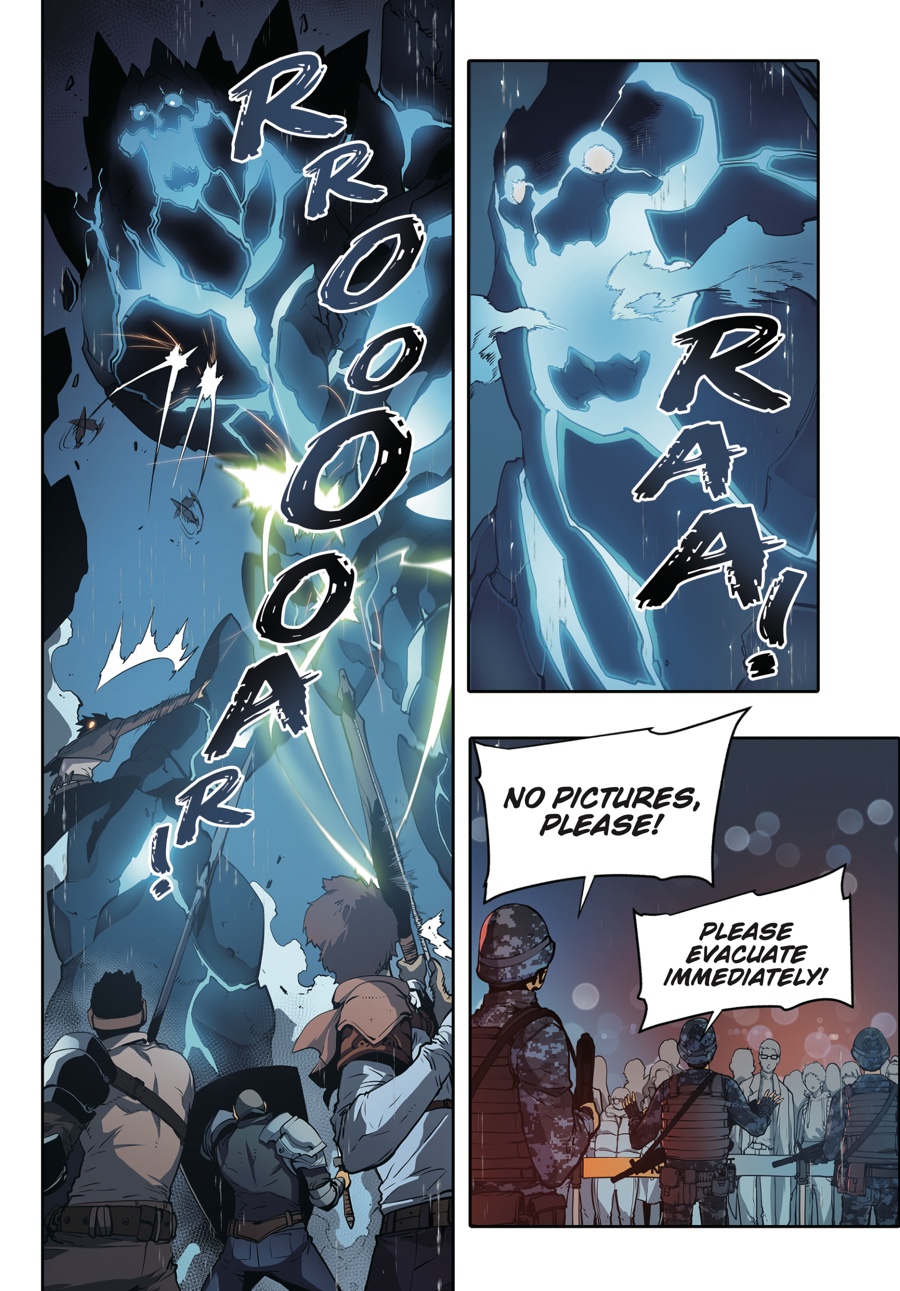 RROOOOAR!
RAA!
NO PICTURES,
PLEASE!
PLEASE
EVACUATE
IMMEDIATELY!